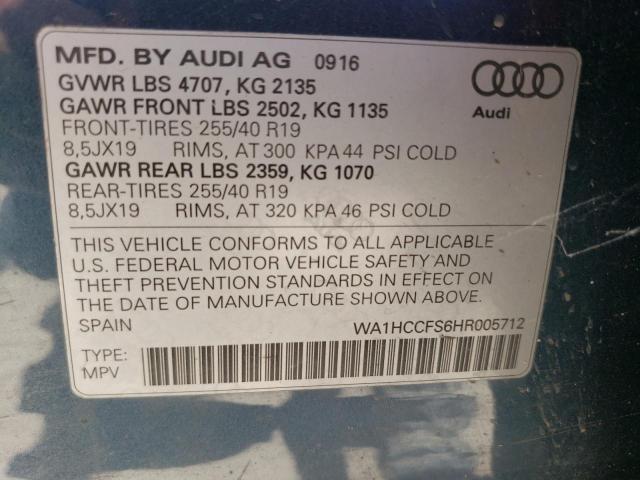 MFD. BY AUDI AG 0916
GVWR LBS 4707, KG 2135
GAWR FRONT LBS 2502, KG 1135
FRONT-TIRES 255/40 R19
8,5JX19 RIMS, AT 300 KPA 44 PSI COLD
GAWR REAR LBS 2359, KG 1070
REAR-TIRES 255/40 R19
8,5JX19 RIMS, AT 320 KPA 46 PSI COLD
Audi
THIS VEHICLE CONFORMS TO ALL APPLICABLE
U.S. FEDERAL MOTOR VEHICLE SAFETY AND
THEFT PREVENTION STANDARDS IN EFFECT ON
THE DATE OF MANUFACTURE SHOWN ABOVE.
SPAIN WA1HCCFS6HR005712
TYPE:
MPV